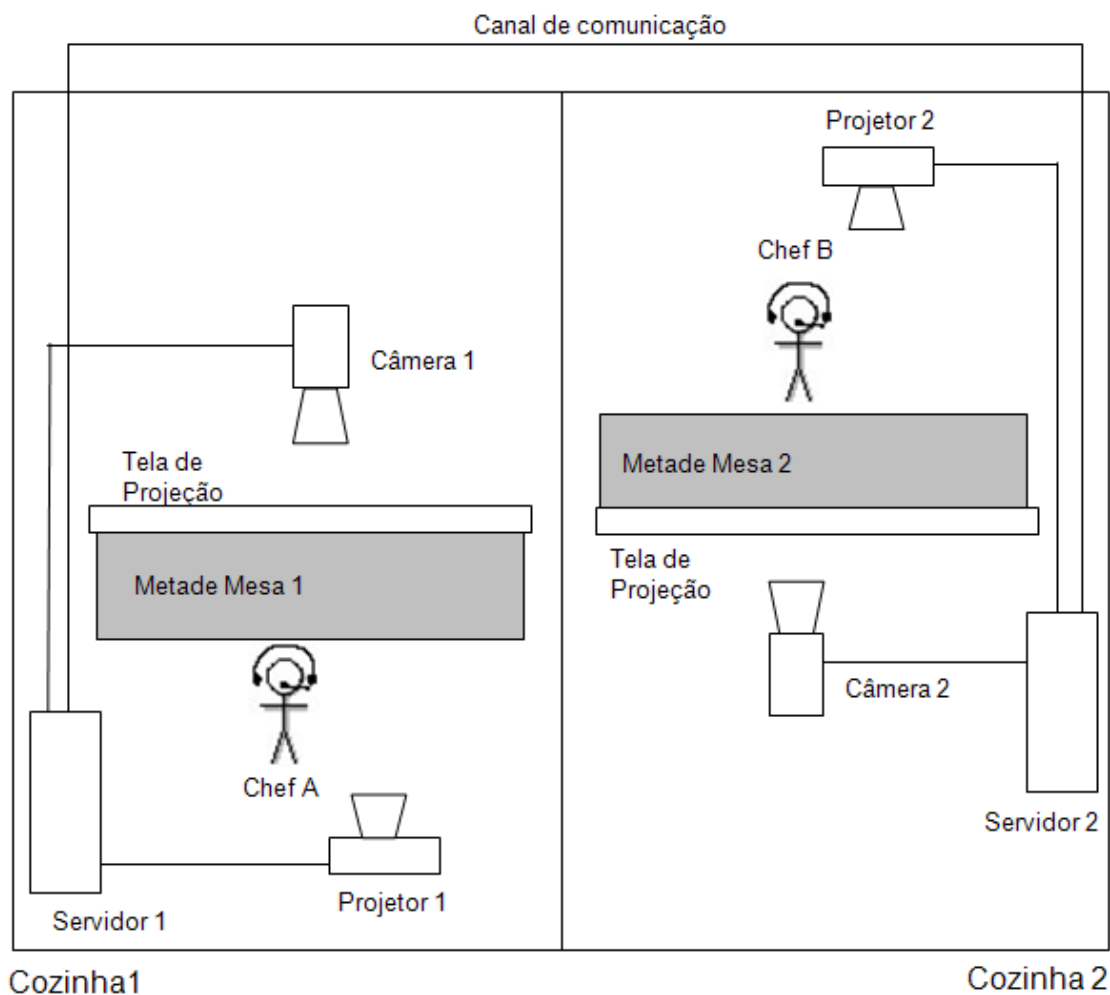 Canal de comunicação
Projetor 2
Chef B
Câmera 1
Tela de
Projeção
Metade Mesa 2
Metade Mesa 1
Tela de
Projeção
Câmera 2
Chef A
Servidor 2
Projetor 1
Servidor 1
Cozinha1
Cozinha 2